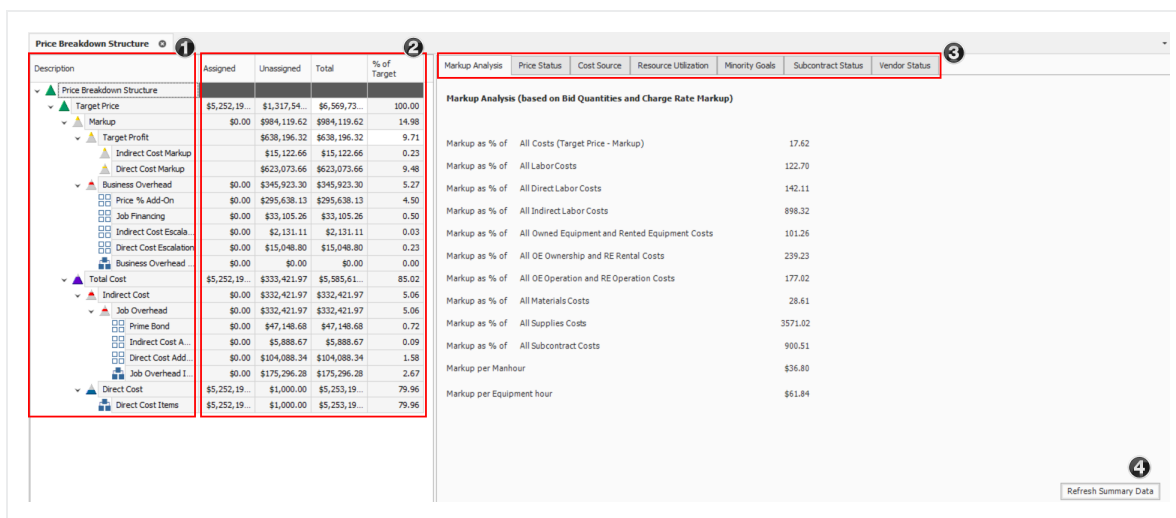 Price Breakdown Structure
1
2
3
Description Assigned Unassigned Total % of Target
Price Breakdown Structure
Target Price $5,252,19... $1,317,54... $6,569,73... 100.00
Markup $0.00 $984,119.62 $984,119.62 14.98
Target Profit $638,196.32 $638,196.32 9.71
Indirect Cost Markup $15,122.66 $15,122.66 0.23
Direct Cost Markup $623,073.66 $623,073.66 9.48
Business Overhead $0.00 $345,923.30 $345,923.30 5.27
Price % Add-On $0.00 $295,638.13 $295,638.13 4.50
Job Financing $0.00 $33,105.26 $33,105.26 0.50
Indirect Cost Escala... $0.00 $2,131.11 $2,131.11 0.03
Direct Cost Escalation $0.00 $15,048.80 $15,048.80 0.23
Business Overhead ... $0.00 $0.00 $0.00 0.00
Total Cost $5,252,19... $333,421.97 $5,585,61... 85.02
Indirect Cost $0.00 $332,421.97 $332,421.97 5.06
Job Overhead $0.00 $332,421.97 $332,421.97 5.06
Prime Bond $0.00 $47,148.68 $47,148.68 0.72
Indirect Cost A... $0.00 $5,888.67 $5,888.67 0.09
Direct Cost Add... $0.00 $104,088.34 $104,088.34 1.58
Job Overhead I... $0.00 $175,296.28 $175,296.28 2.67
Direct Cost $5,252,19... $1,000.00 $5,253,19... 79.96
Direct Cost Items $5,252,19... $1,000.00 $5,253,19... 79.96
Markup Analysis Price Status Cost Source Resource Utilization Minority Goals Subcontract Status Vendor Status
Markup Analysis (based on Bid Quantities and Charge Rate Markup)
Markup as % of All Costs (Target Price - Markup) 17.62
Markup as % of All Labor Costs 122.70
Markup as % of All Direct Labor Costs 142.11
Markup as % of All Indirect Labor Costs 898.32
Markup as % of All Owned Equipment and Rented Equipment Costs 101.26
Markup as % of All OE Ownership and RE Rental Costs 239.23
Markup as % of All OE Operation and RE Operation Costs 177.02
Markup as % of All Materials Costs 28.61
Markup as % of All Supplies Costs 3571.02
Markup as % of All Subcontract Costs 900.51
Markup per Manhour $36.80
Markup per Equipment hour $61.84
4
Refresh Summary Data